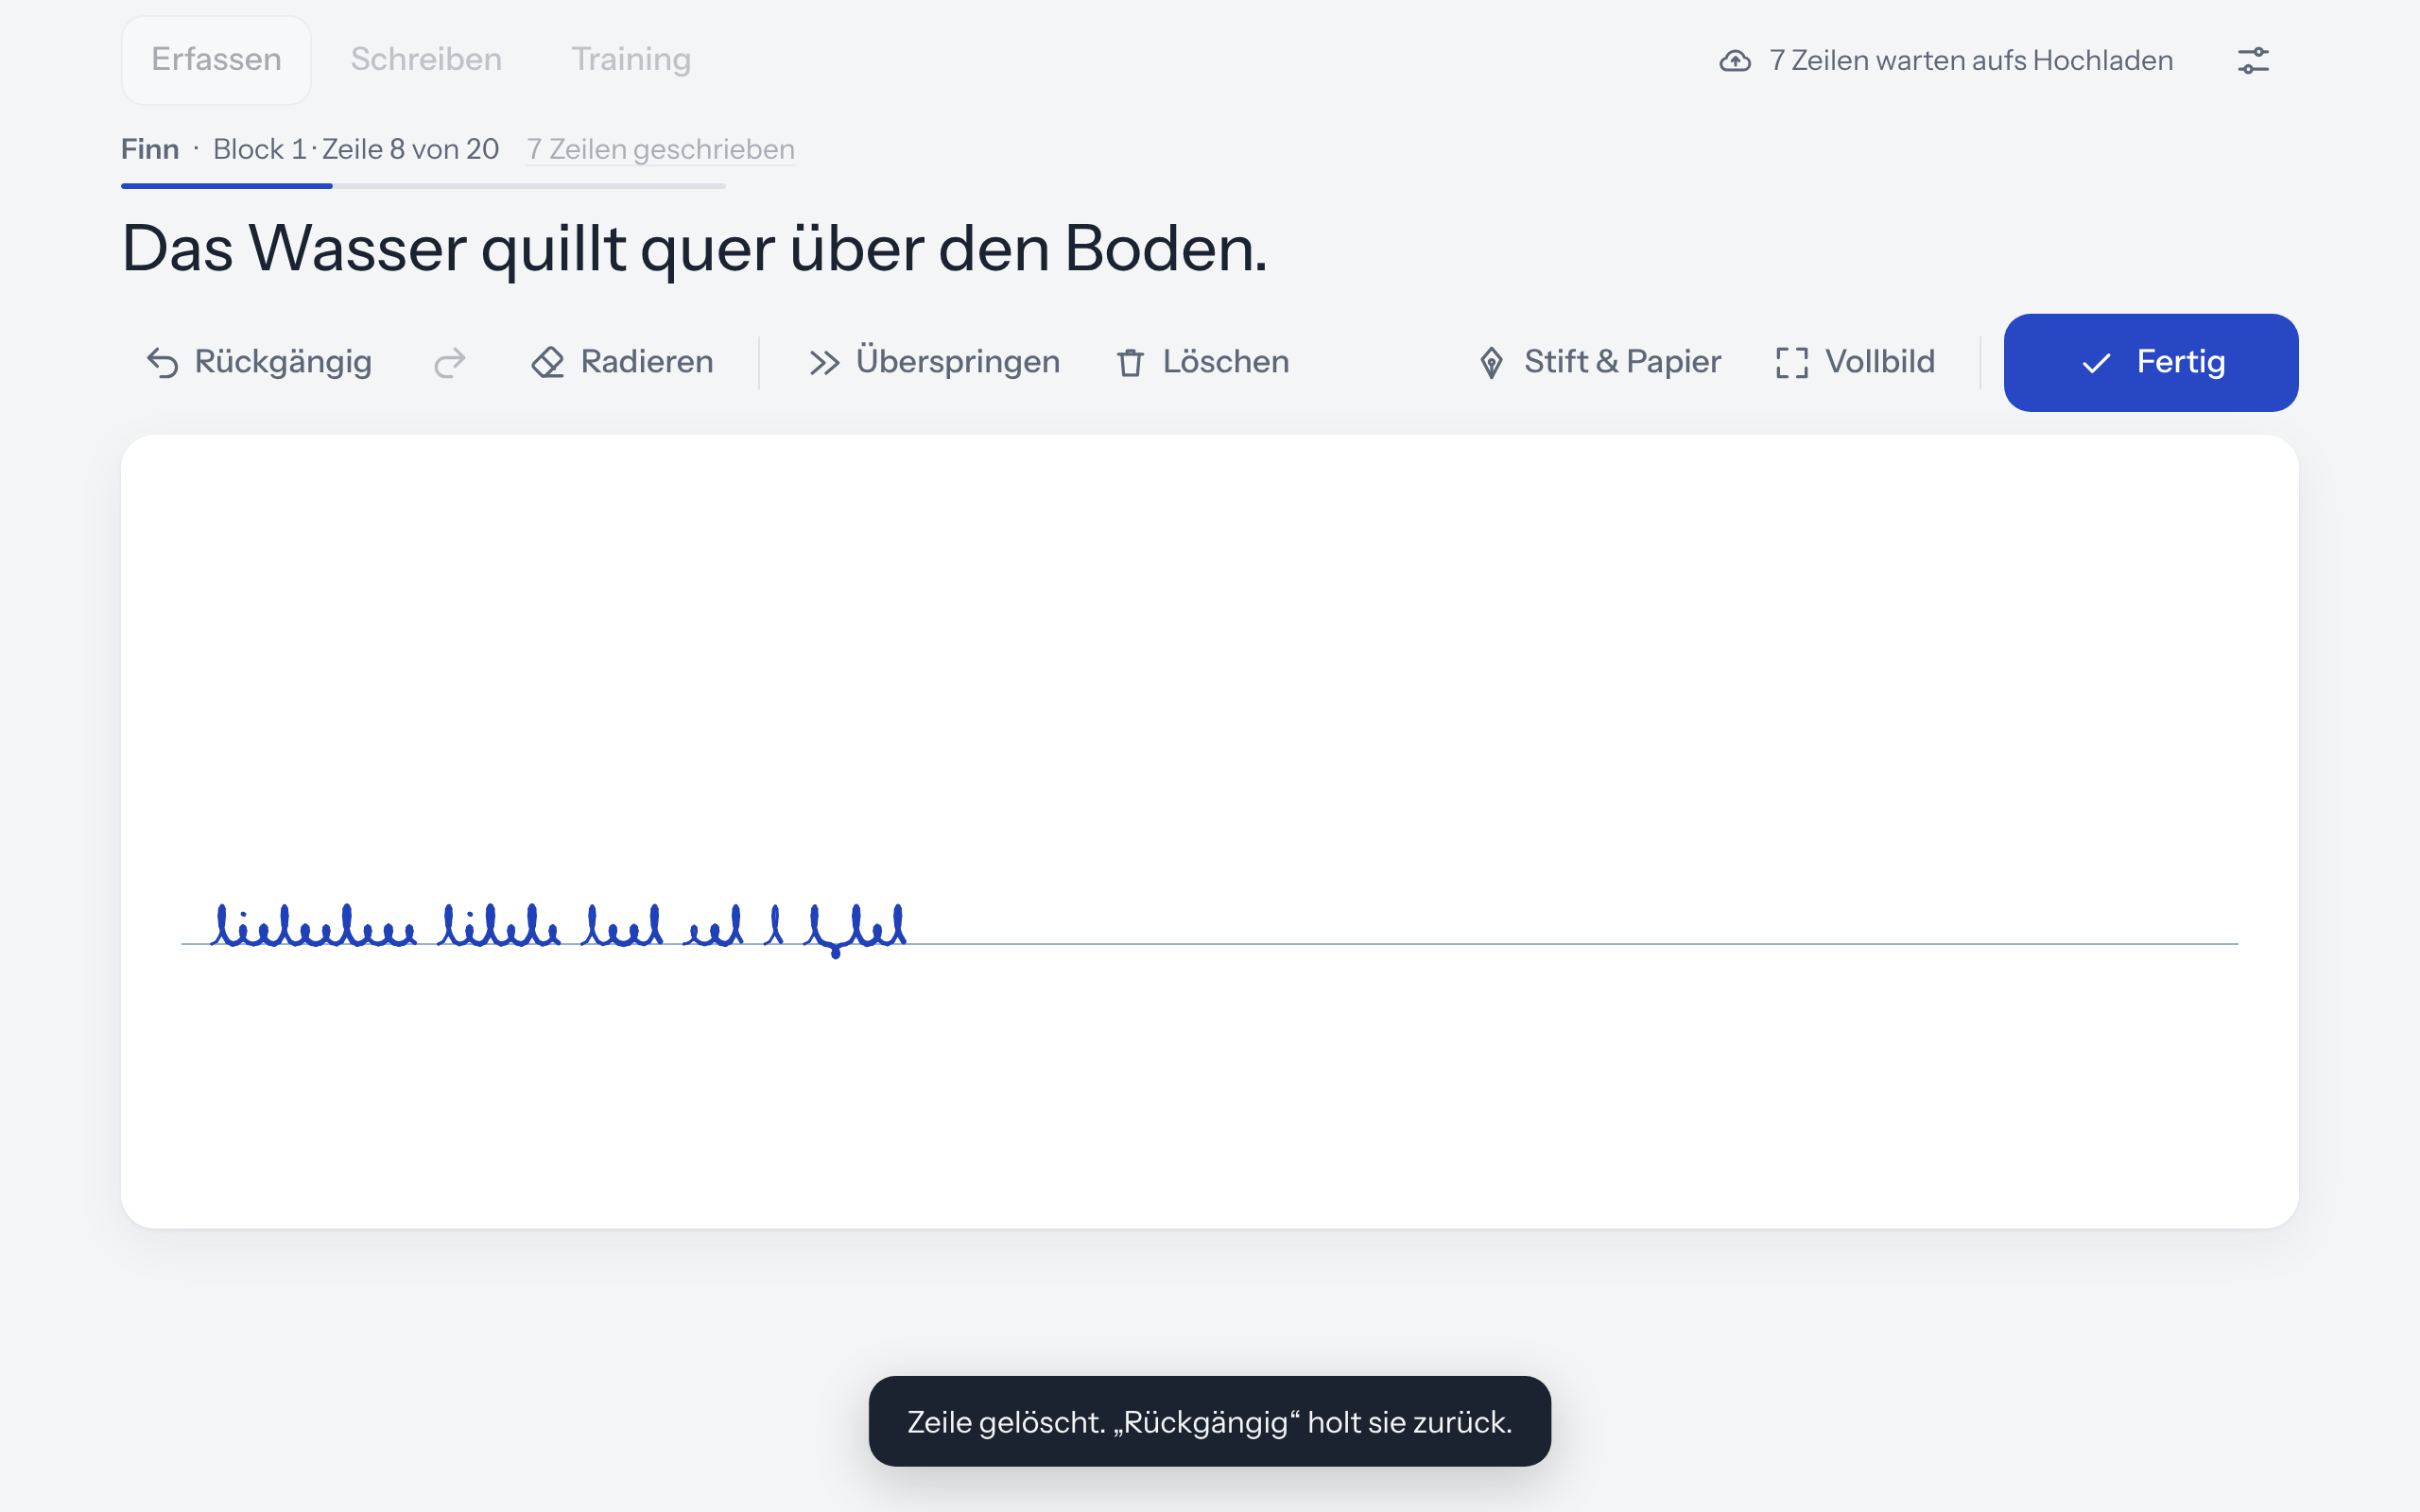 Erfassen Schreiben Training 7 Zeilen warten aufs Hochladen
Finn · Block 1 · Zeile 8 von 20 7 Zeilen geschrieben
Das Wasser quillt quer über den Boden.
Rückgängig Radieren Überspringen Löschen Stift & Papier Vollbild Fertig
Zeile gelöscht. „Rückgängig“ holt sie zurück.